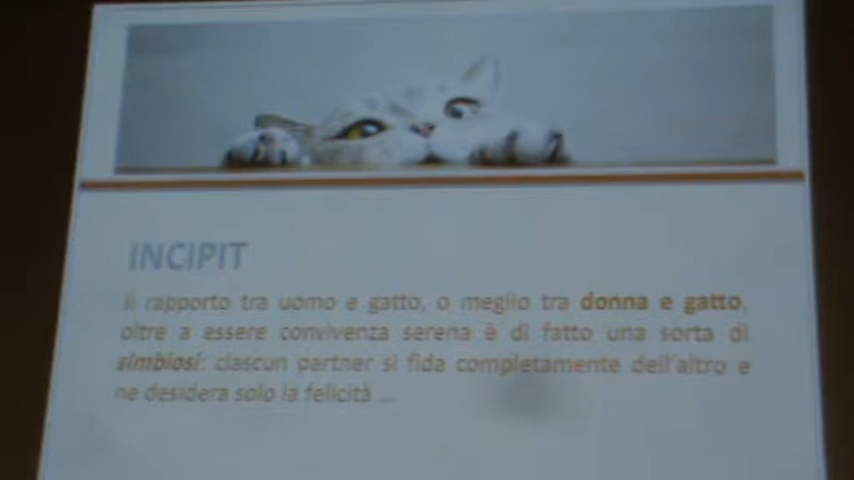 INCIPIT
Il rapporto tra uomo e gatto, o meglio tra donna e gatto,
oltre a essere convivenza serena è di fatto una sorta di
simbiosi: ciascun partner si fida completamente dell'altro e
ne desidera solo la felicità ...